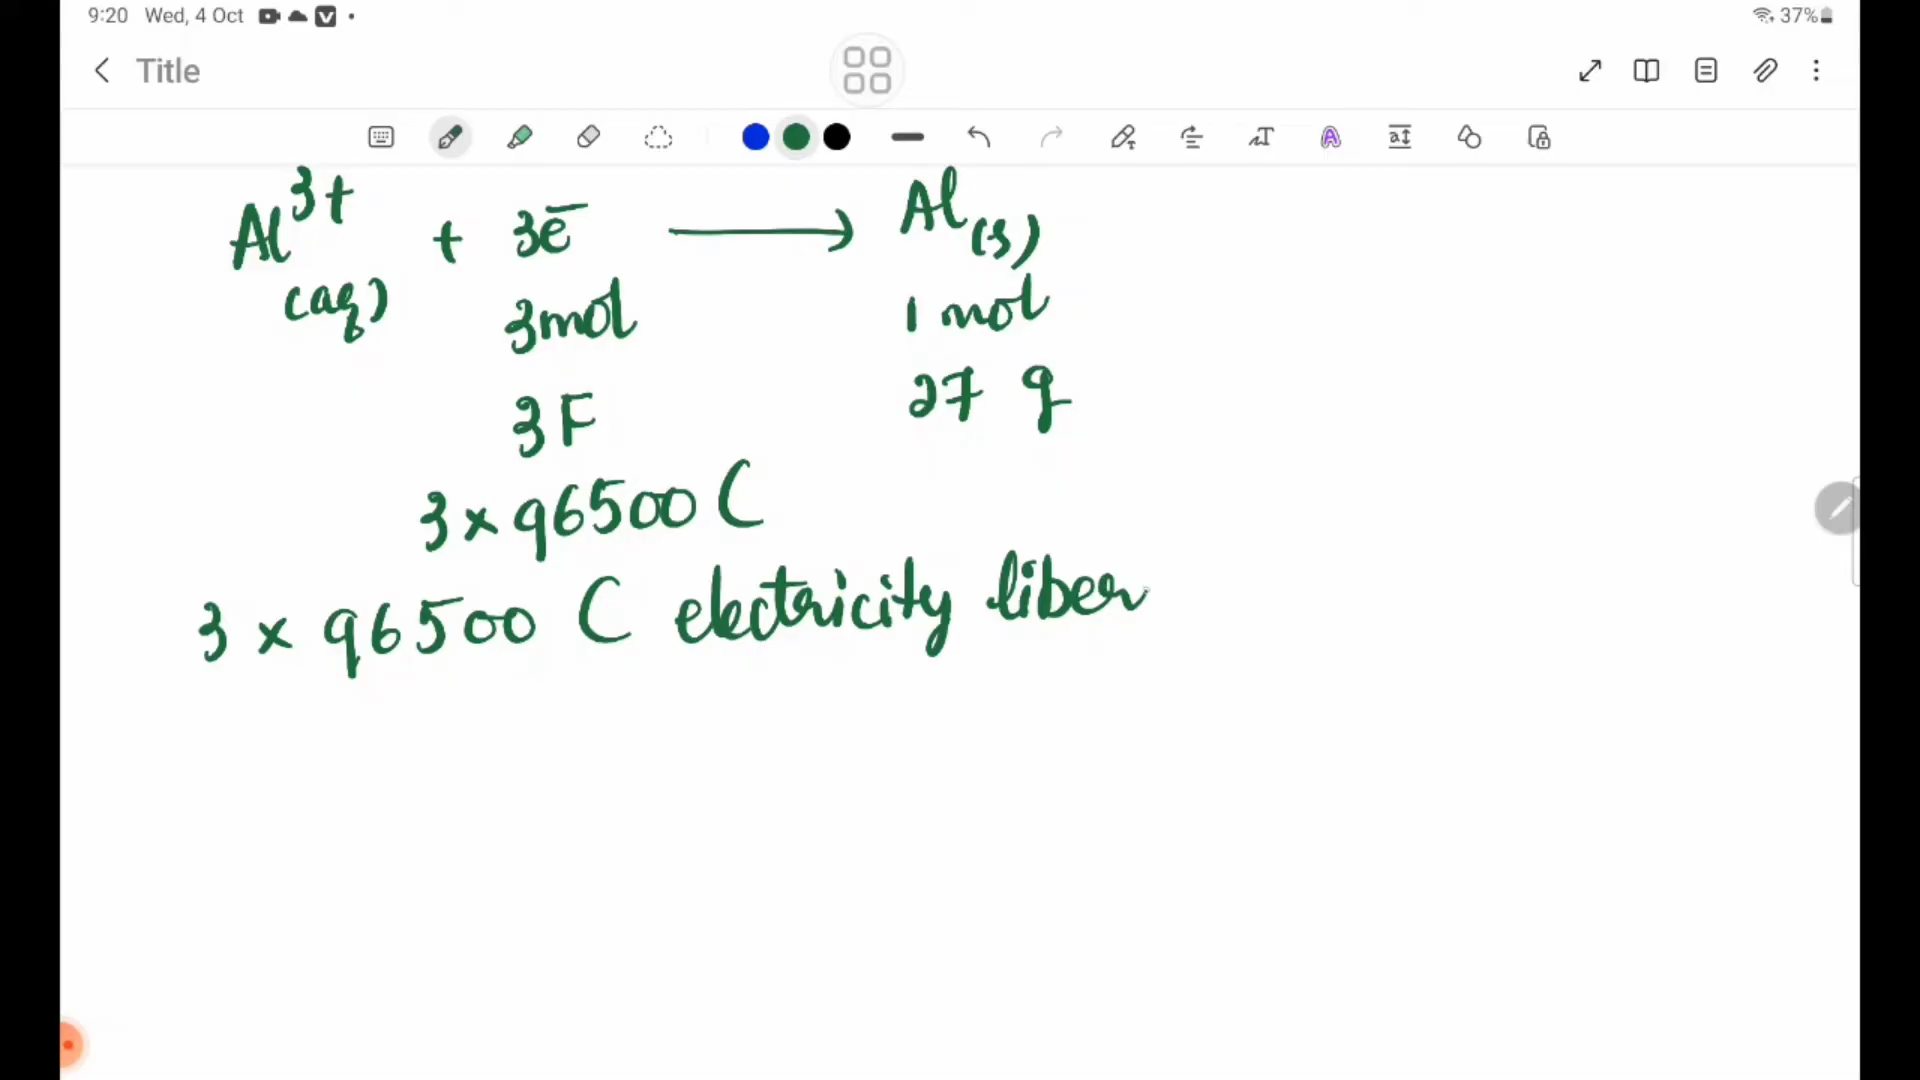 9:20 Wed, 4 Oct V 37%
Title
Al³⁺(aq) + 3e⁻ ⟶ Al(s)
3mol 1 mol
3F 27 g
3 × 96500 C
3 × 96500 C electricity liber